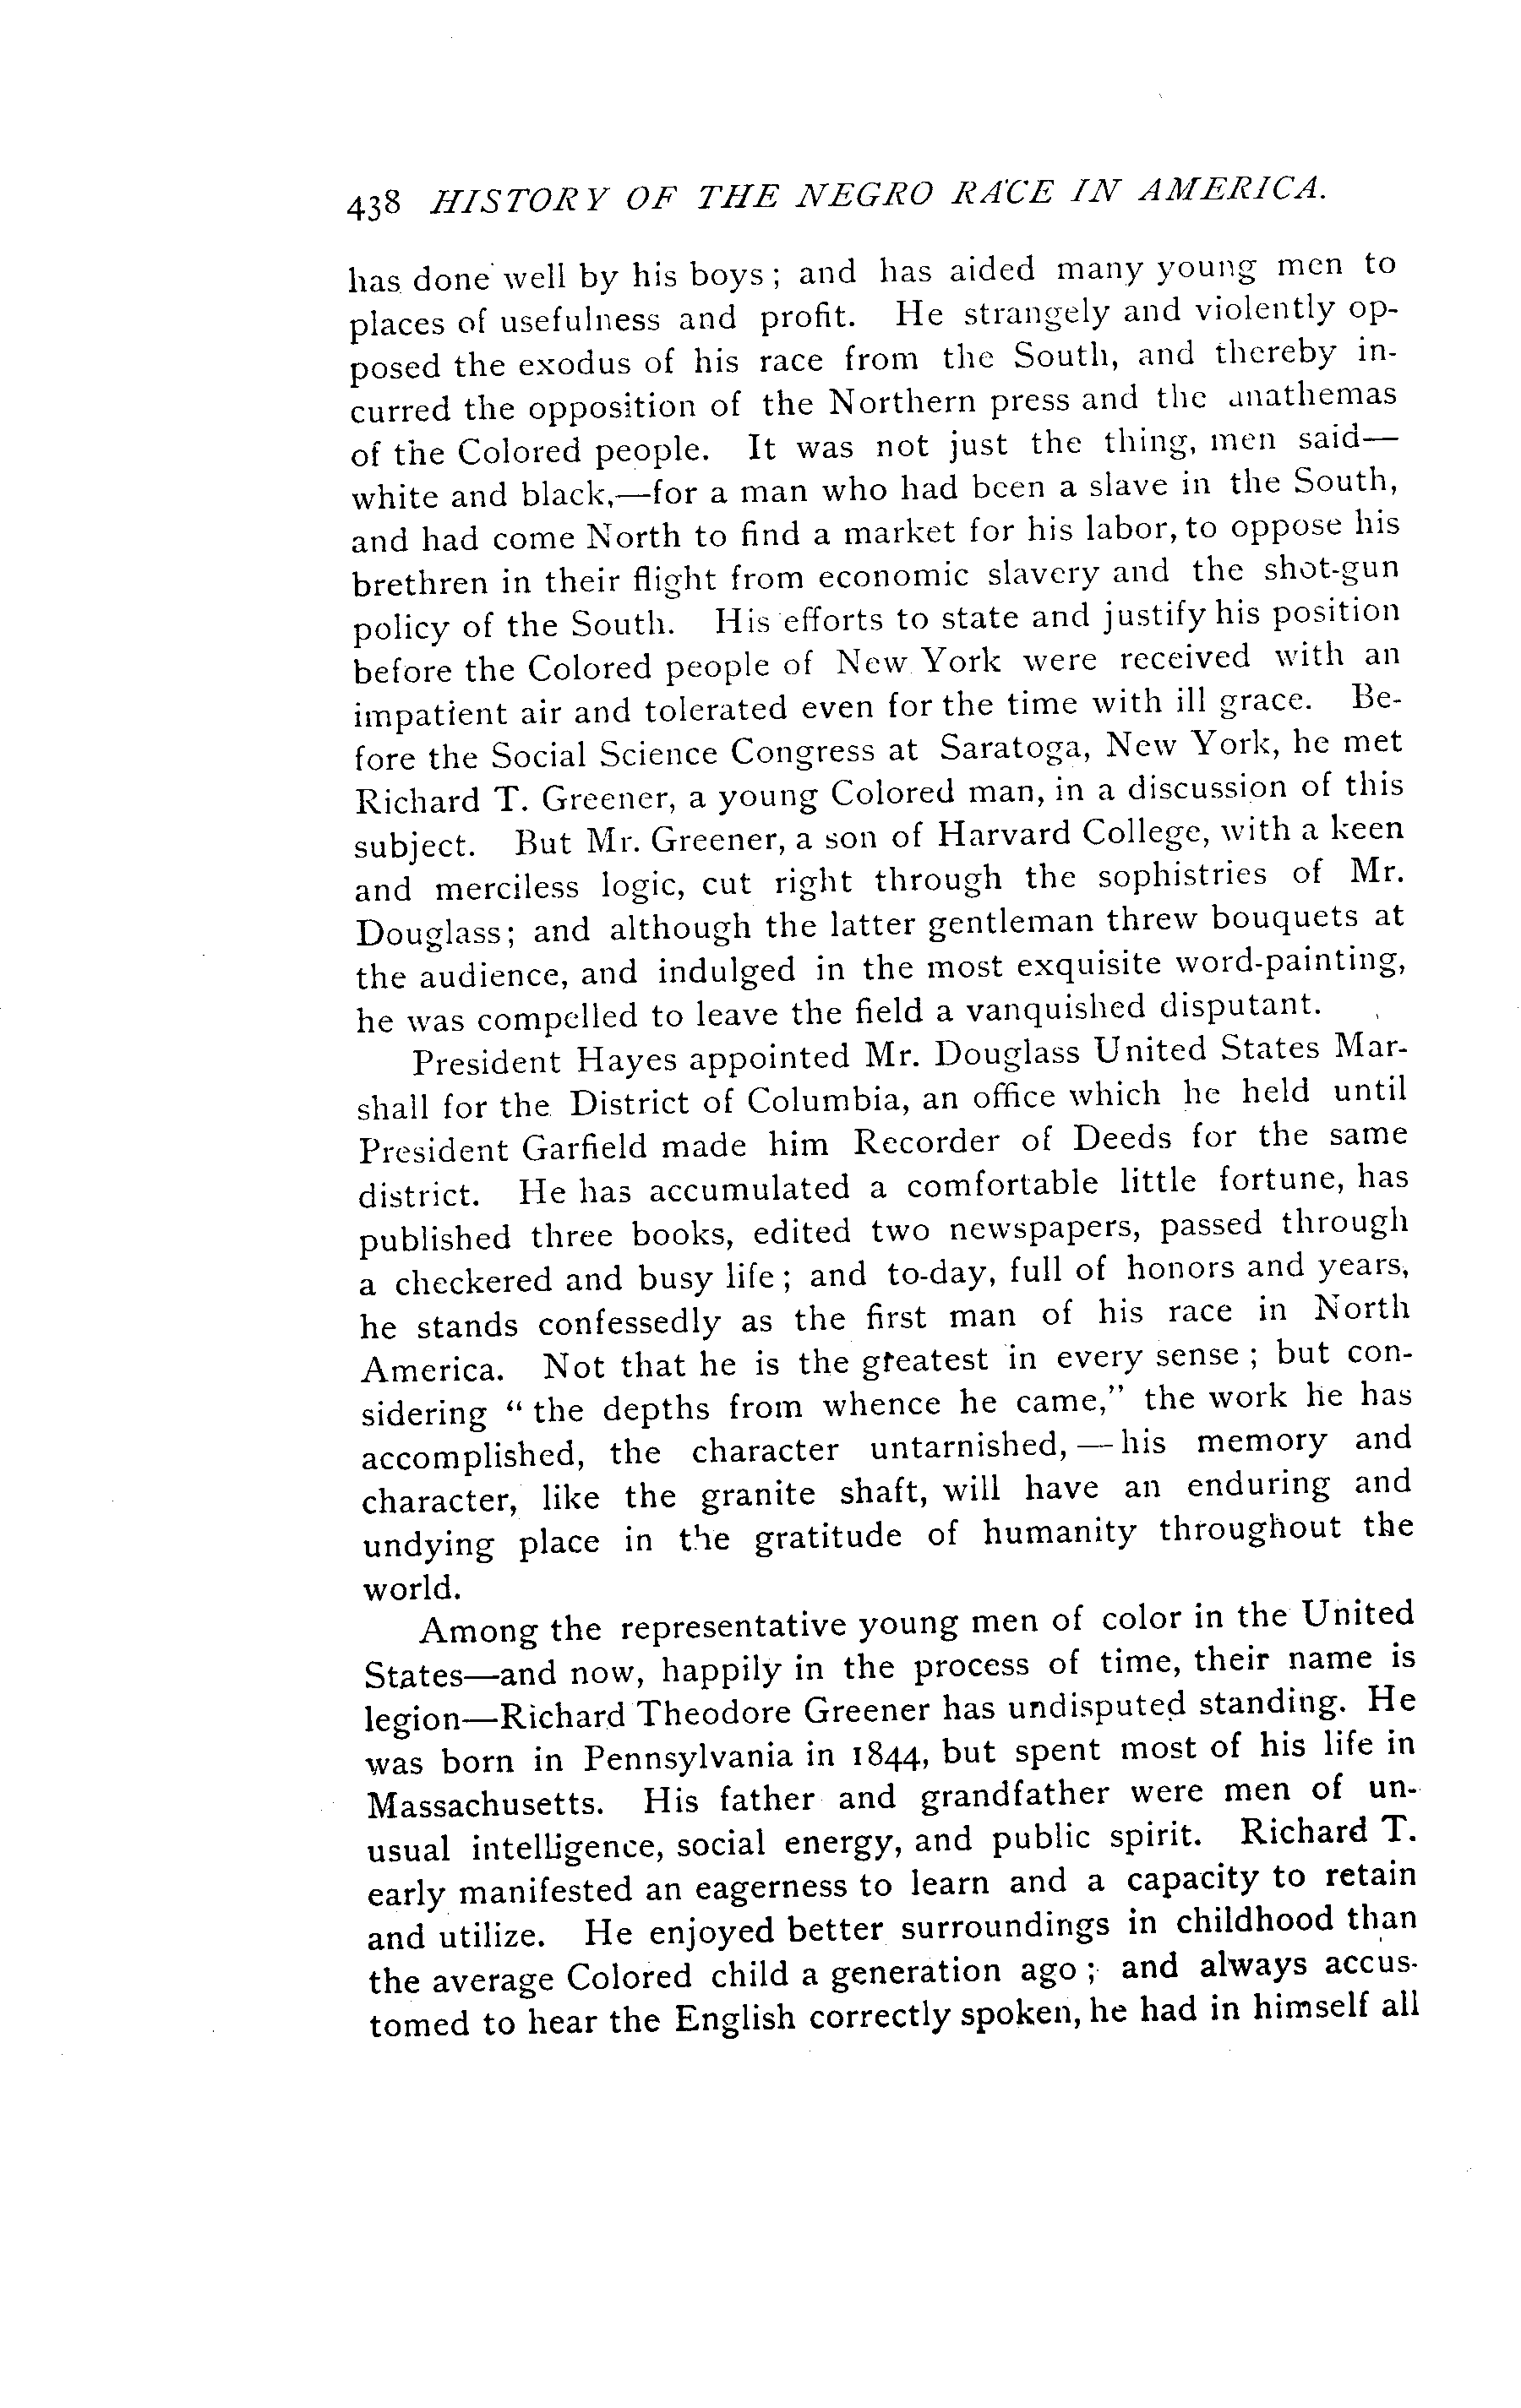 438 HISTORY OF THE NEGRO RACE IN AMERICA.
has done well by his boys; and has aided many young men to
places of usefulness and profit. He strangely and violently op-
posed the exodus of his race from the South, and thereby in-
curred the opposition of the Northern press and the anathemas
of the Colored people. It was not just the thing, men said—
white and black,—for a man who had been a slave in the South,
and had come North to find a market for his labor, to oppose his
brethren in their flight from economic slavery and the shot-gun
policy of the South. His efforts to state and justify his position
before the Colored people of New York were received with an
impatient air and tolerated even for the time with ill grace. Be-
fore the Social Science Congress at Saratoga, New York, he met
Richard T. Greener, a young Colored man, in a discussion of this
subject. But Mr. Greener, a son of Harvard College, with a keen
and merciless logic, cut right through the sophistries of Mr.
Douglass; and although the latter gentleman threw bouquets at
the audience, and indulged in the most exquisite word-painting,
he was compelled to leave the field a vanquished disputant.
President Hayes appointed Mr. Douglass United States Mar-
shall for the District of Columbia, an office which he held until
President Garfield made him Recorder of Deeds for the same
district. He has accumulated a comfortable little fortune, has
published three books, edited two newspapers, passed through
a checkered and busy life; and to-day, full of honors and years,
he stands confessedly as the first man of his race in North
America. Not that he is the greatest in every sense; but con-
sidering "the depths from whence he came," the work he has
accomplished, the character untarnished,—his memory and
character, like the granite shaft, will have an enduring and
undying place in the gratitude of humanity throughout the
world.
Among the representative young men of color in the United
States—and now, happily in the process of time, their name is
legion—Richard Theodore Greener has undisputed standing. He
was born in Pennsylvania in 1844, but spent most of his life in
Massachusetts. His father and grandfather were men of un-
usual intelligence, social energy, and public spirit. Richard T.
early manifested an eagerness to learn and a capacity to retain
and utilize. He enjoyed better surroundings in childhood than
the average Colored child a generation ago; and always accus-
tomed to hear the English correctly spoken, he had in himself all